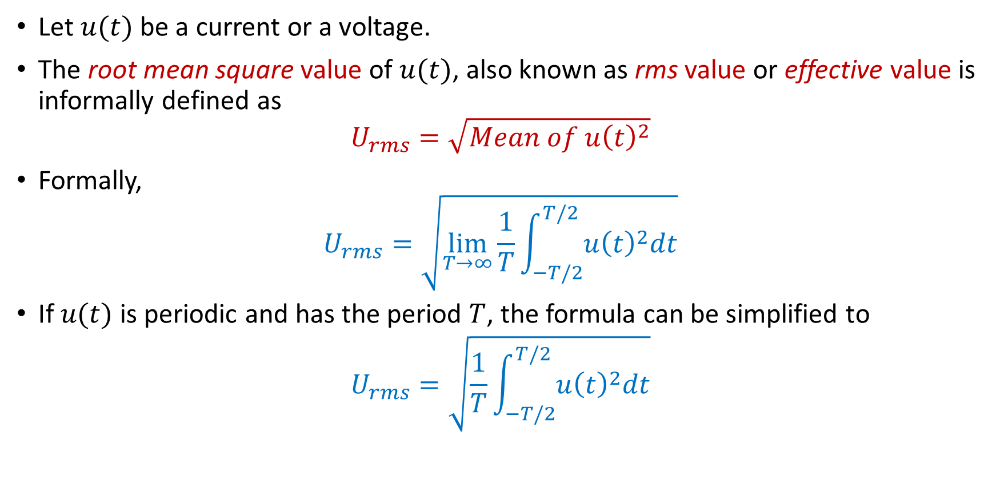 • Let u(t) be a current or a voltage.
• The root mean square value of u(t), also known as rms value or effective value is
informally defined as
U_{rms} = \sqrt{Mean of u(t)^2}
• Formally,
U_{rms} = \sqrt{\lim_{T→∞} \frac{1}{T} \int_{-T/2}^{T/2} u(t)^2 dt}
• If u(t) is periodic and has the period T, the formula can be simplified to
U_{rms} = \sqrt{\frac{1}{T} \int_{-T/2}^{T/2} u(t)^2 dt}